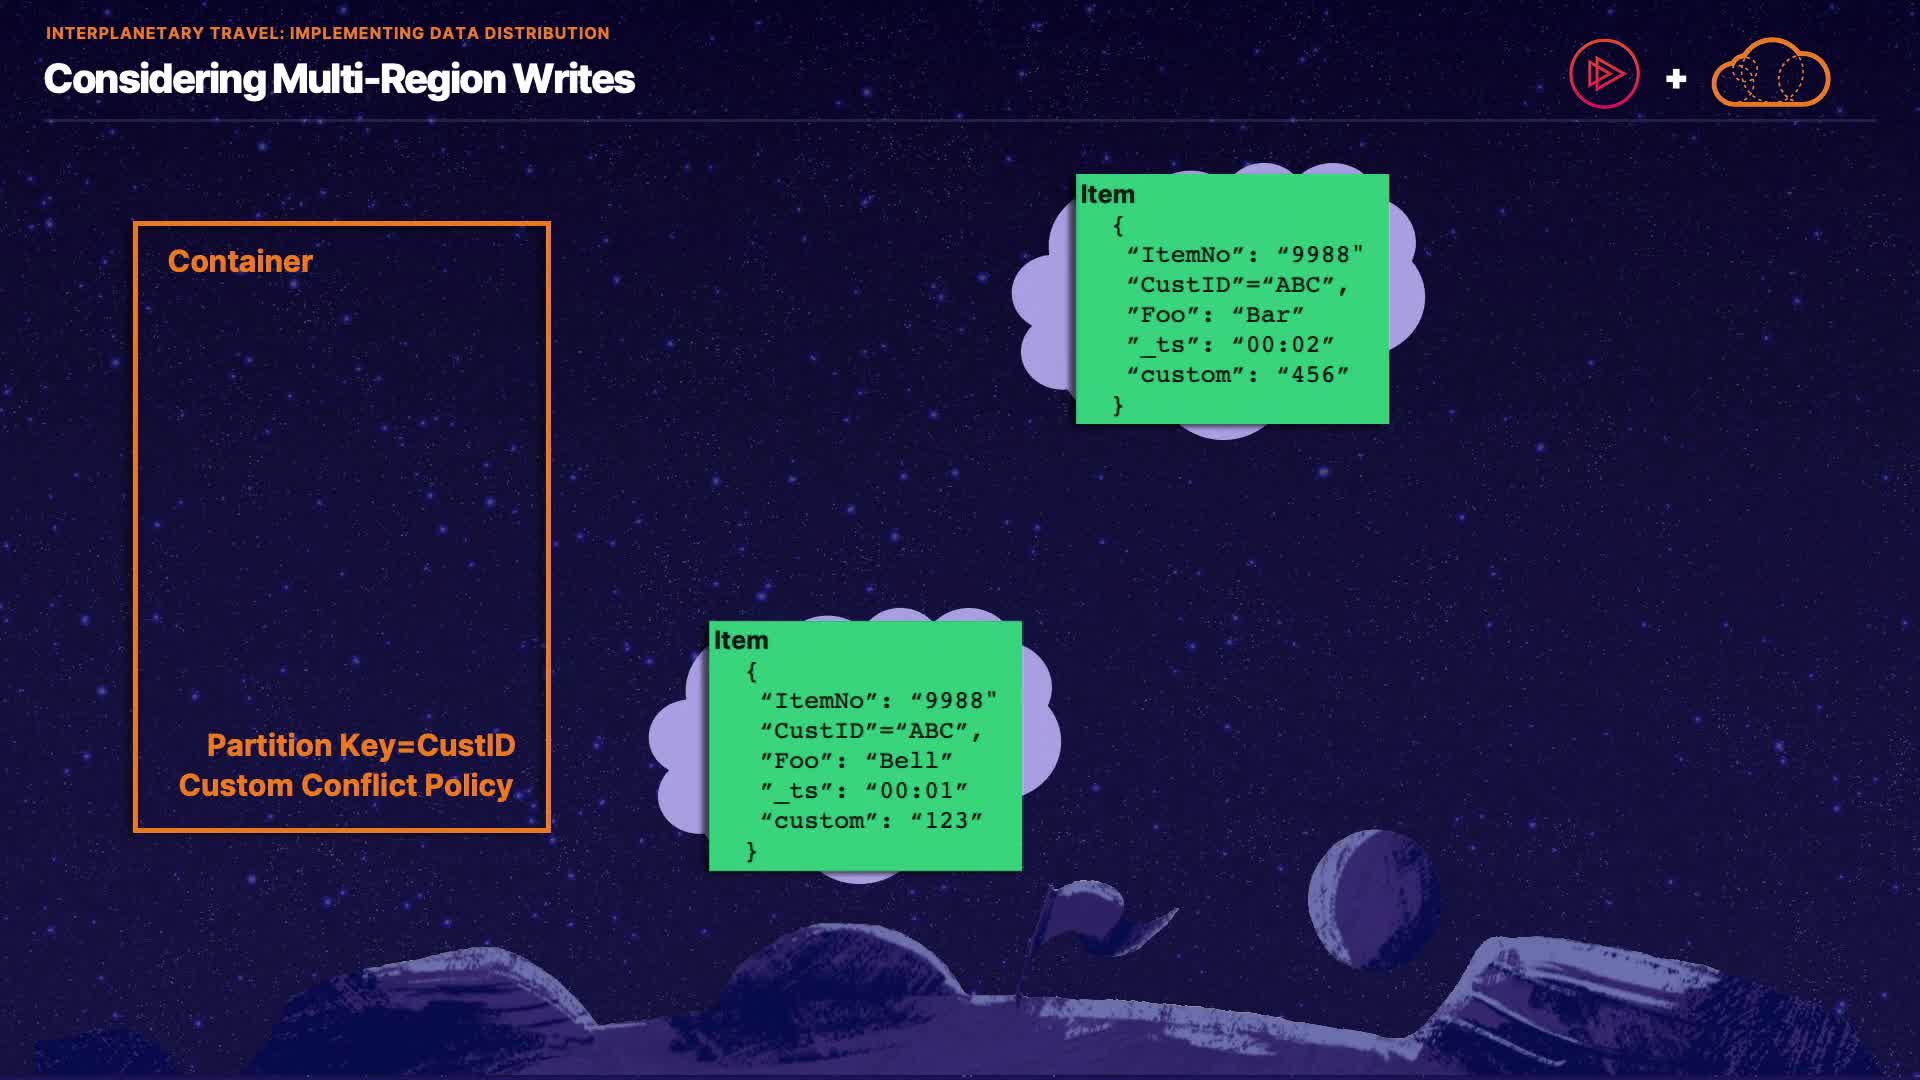 INTERPLANETARY TRAVEL: IMPLEMENTING DATA DISTRIBUTION
Considering Multi-Region Writes
Container
Partition Key=CustID
Custom Conflict Policy
Item
{
“ItemNo”: “9988"
“CustID”=“ABC”,
”Foo”: “Bar”
”_ts”: “00:02”
“custom”: “456”
}
Item
{
“ItemNo”: “9988"
“CustID”=“ABC”,
”Foo”: “Bell”
”_ts”: “00:01”
“custom”: “123”
}